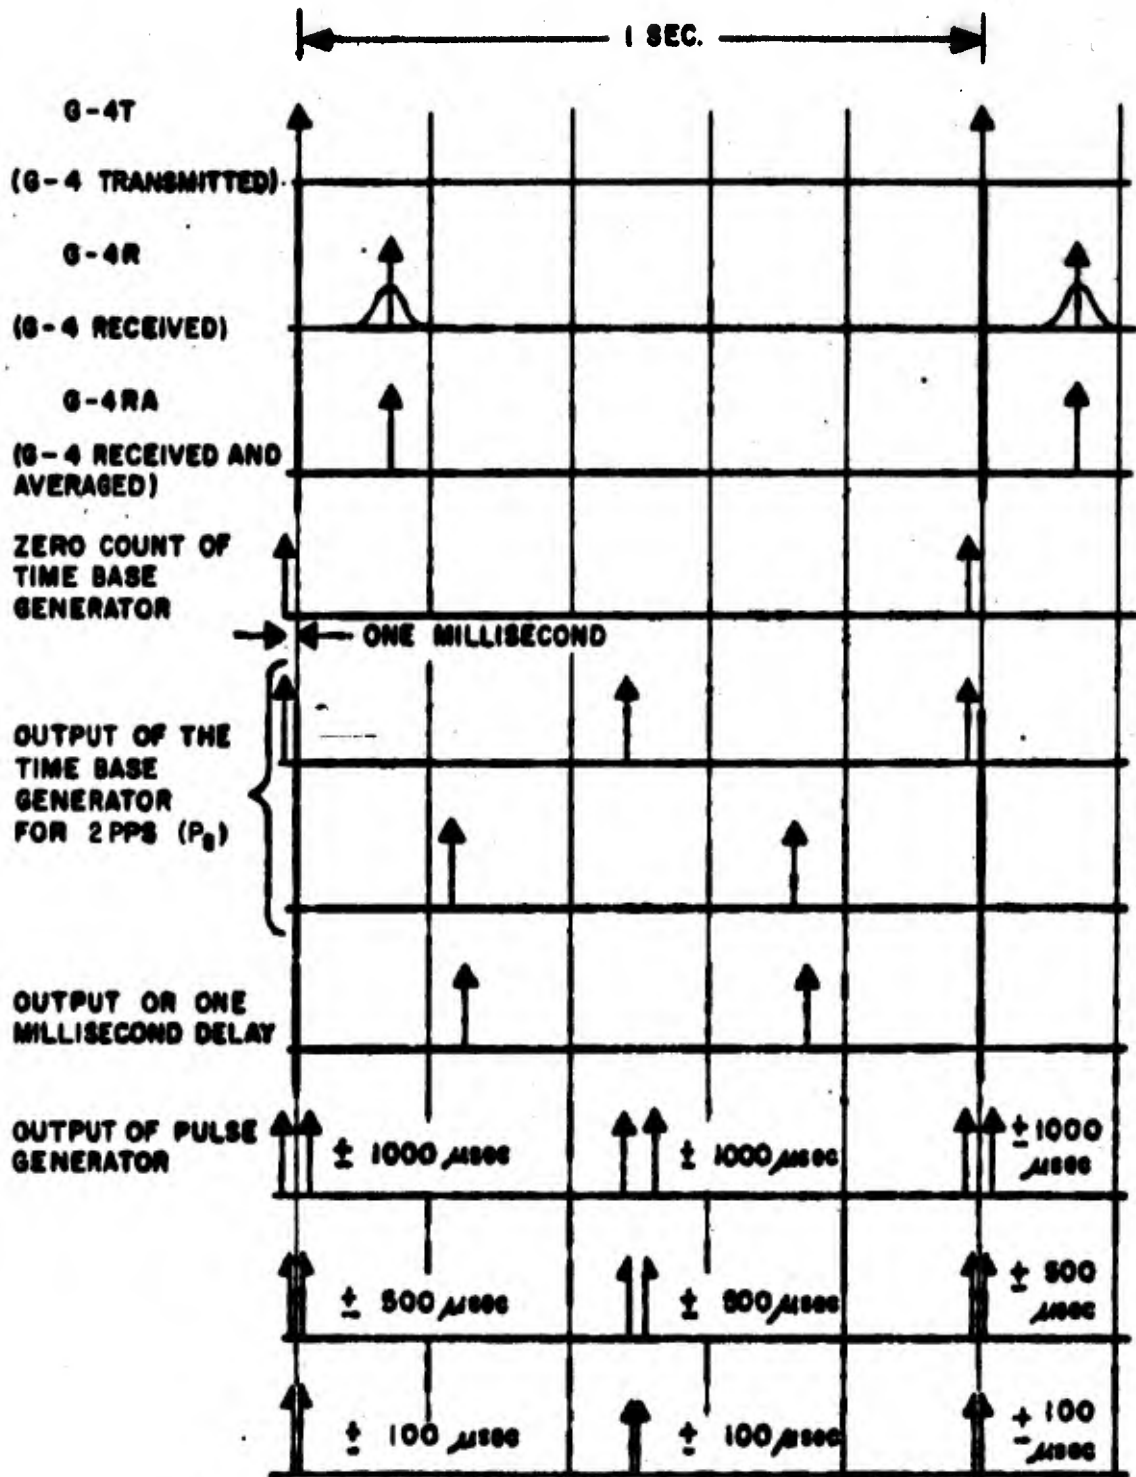 1 SEC.
G-4T
(G-4 TRANSMITTED)
G-4R
(G-4 RECEIVED)
G-4RA
(G-4 RECEIVED AND
AVERAGED)
ZERO COUNT OF
TIME BASE
GENERATOR
ONE MILLISECOND
OUTPUT OF THE
TIME BASE
GENERATOR
FOR 2 PPS (P₂)
OUTPUT OR ONE
MILLISECOND DELAY
OUTPUT OF PULSE
GENERATOR
± 1000 µsec
± 1000 µsec
± 1000
µsec
± 500 µsec
± 500 µsec
± 500
µsec
± 100 µsec
± 100 µsec
± 100
µsec